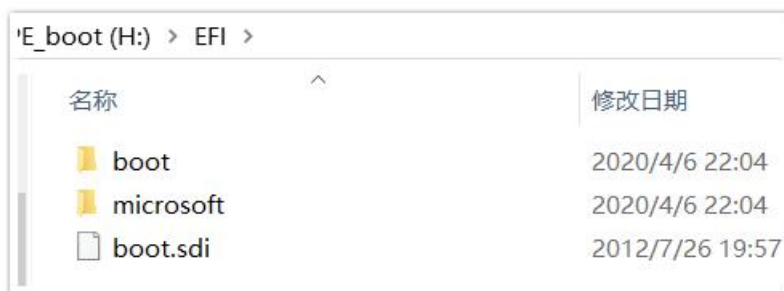 PE_boot (H:) > EFI >
名称 修改日期
boot 2020/4/6 22:04
microsoft 2020/4/6 22:04
boot.sdi 2012/7/26 19:57